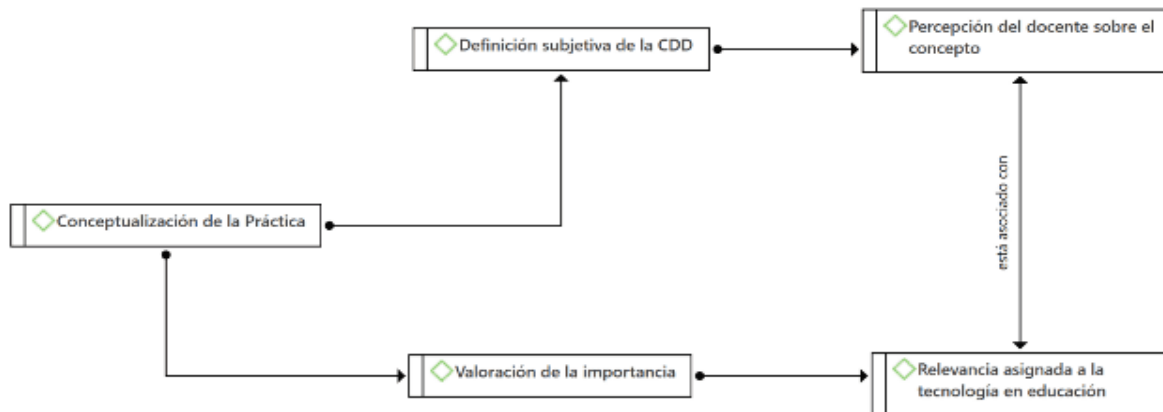 Definición subjetiva de la CDD
Percepción del docente sobre el
concepto
está asociado con
Conceptualización de la Práctica
Valoración de la importancia
Relevancia asignada a la
tecnología en educación